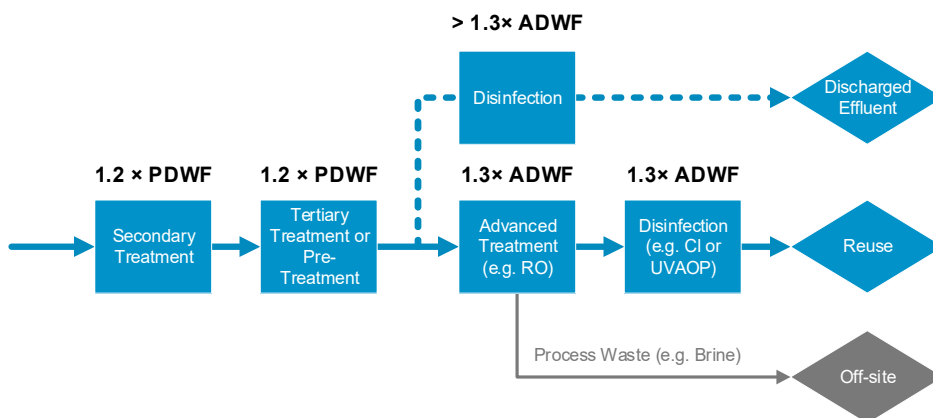 > 1.3× ADWF
Disinfection
Discharged
Effluent
1.2 × PDWF
1.2 × PDWF
1.3× ADWF
1.3× ADWF
Secondary
Treatment
Tertiary
Treatment or
Pre-
Treatment
Advanced
Treatment
(e.g. RO)
Disinfection
(e.g. Cl or
UVAOP)
Reuse
Process Waste (e.g. Brine)
Off-site